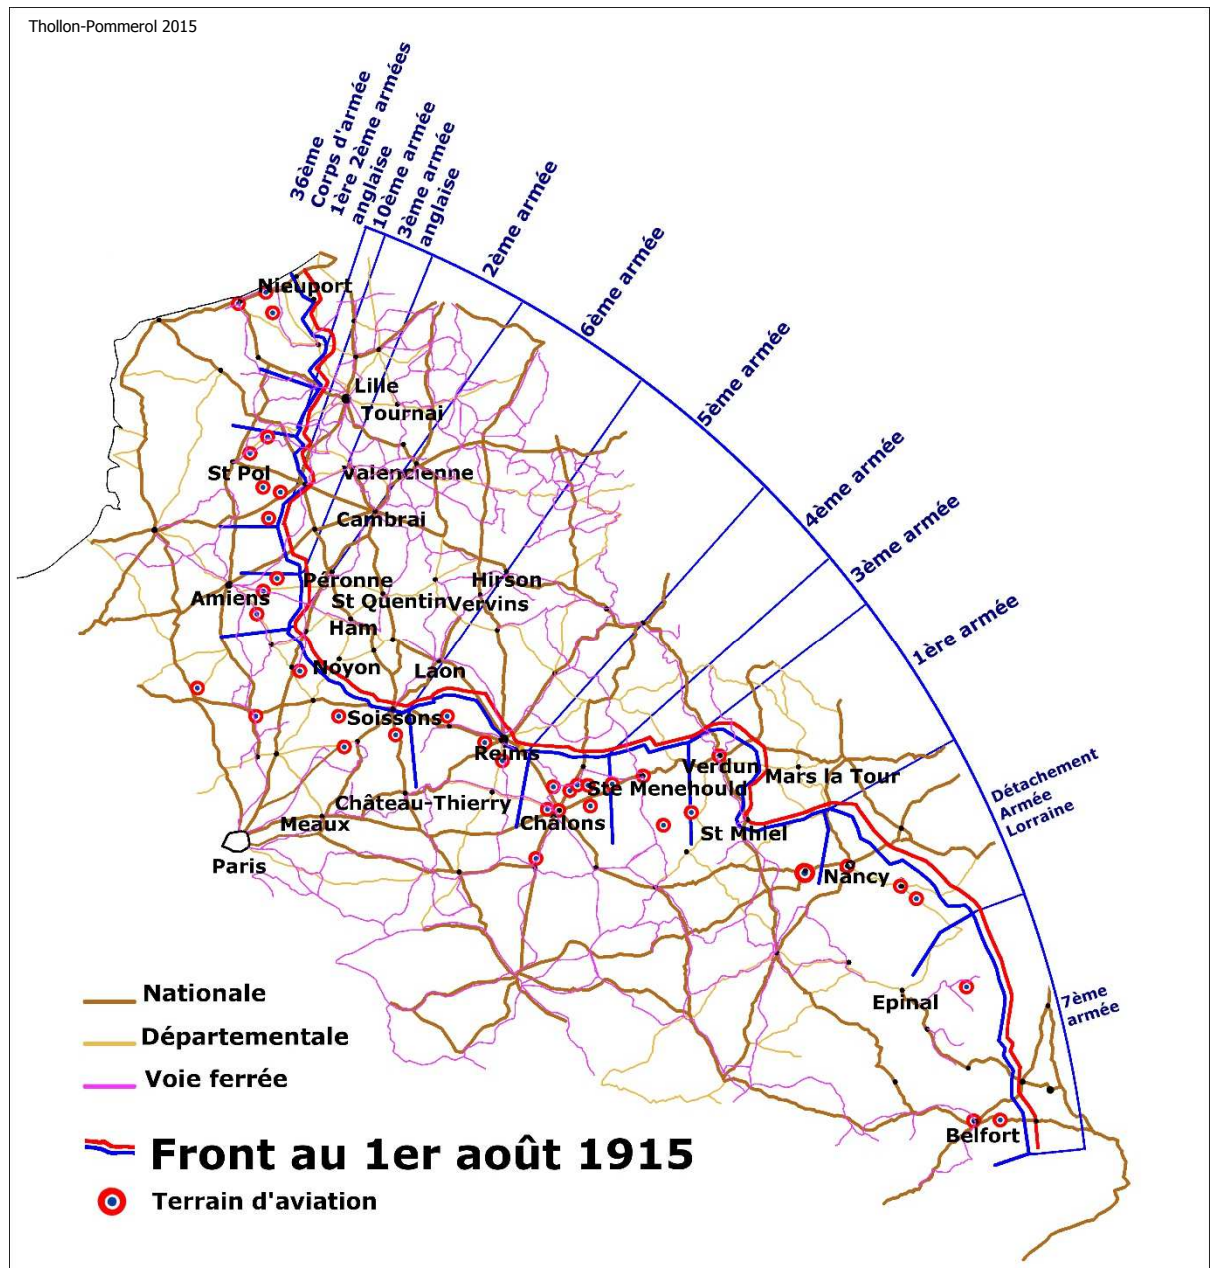 Thollon-Pommerol 2015
36ème
Corps d'armée
1ère 2ème armées
anglaise
10ème armée
3ème armée
anglaise
2ème armée
6ème armée
5ème armée
4ème armée
3ème armée
1ère armée
Détachement
Armée
Lorraine
7ème
armée
Nieuport
Lille
Tournai
St Pol
Valencienne
Cambrai
Péronne
Hirson
Amiens
St Quentin
Vervins
Ham
Noyon
Laon
Soissons
Reims
Verdun
Mars la Tour
Ste Menehould
Château-Thierry
Meaux
Châlons
St Mhiel
Paris
Nancy
Epinal
Belfort
Nationale
Départementale
Voie ferrée
Front au 1er août 1915
Terrain d'aviation